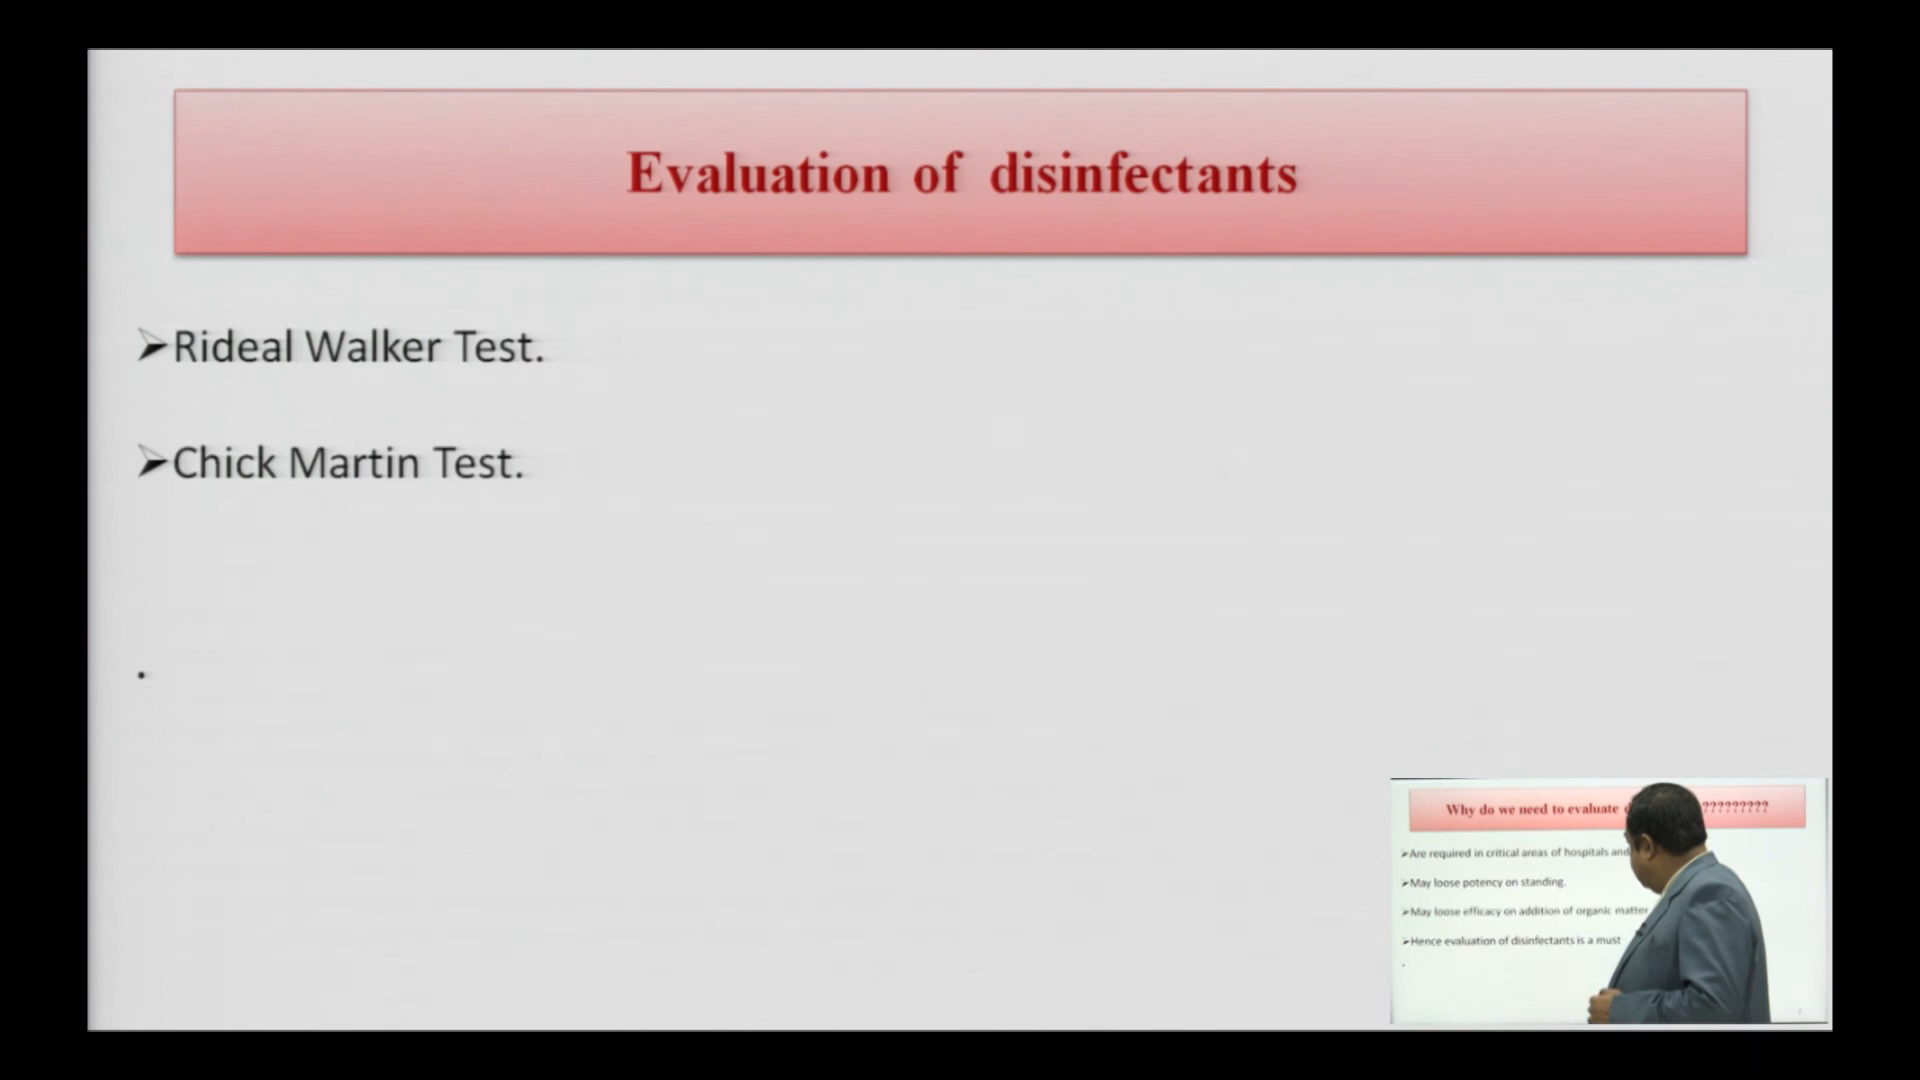 Evaluation of disinfectants
➢Rideal Walker Test.
➢Chick Martin Test.
•
Why do we need to evaluate ?????????
➢Are required in critical areas of hospitals and
➢May loose potency on standing.
➢May loose efficacy on addition of organic matter
➢Hence evaluation of disinfectants is a must